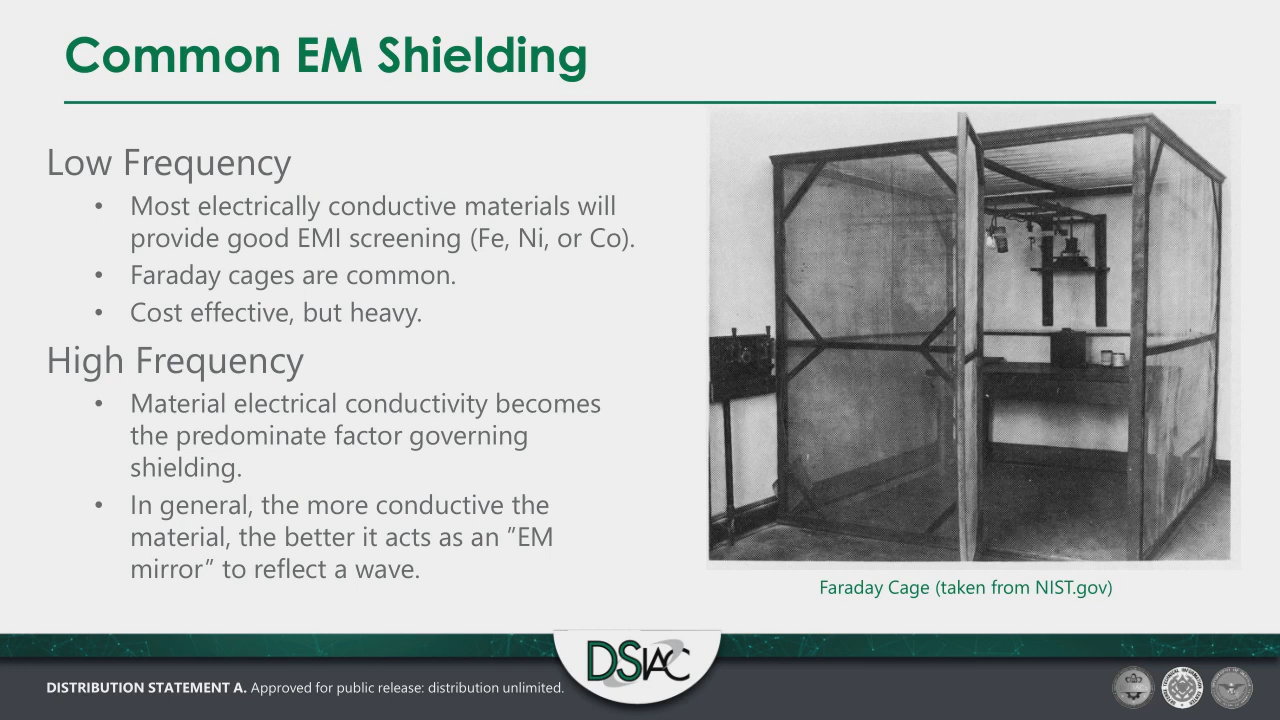 Common EM Shielding
Low Frequency
• Most electrically conductive materials will
provide good EMI screening (Fe, Ni, or Co).
• Faraday cages are common.
• Cost effective, but heavy.
High Frequency
• Material electrical conductivity becomes
the predominate factor governing
shielding.
• In general, the more conductive the
material, the better it acts as an ”EM
mirror” to reflect a wave.
Faraday Cage (taken from NIST.gov)
DSIAC
DISTRIBUTION STATEMENT A. Approved for public release: distribution unlimited.